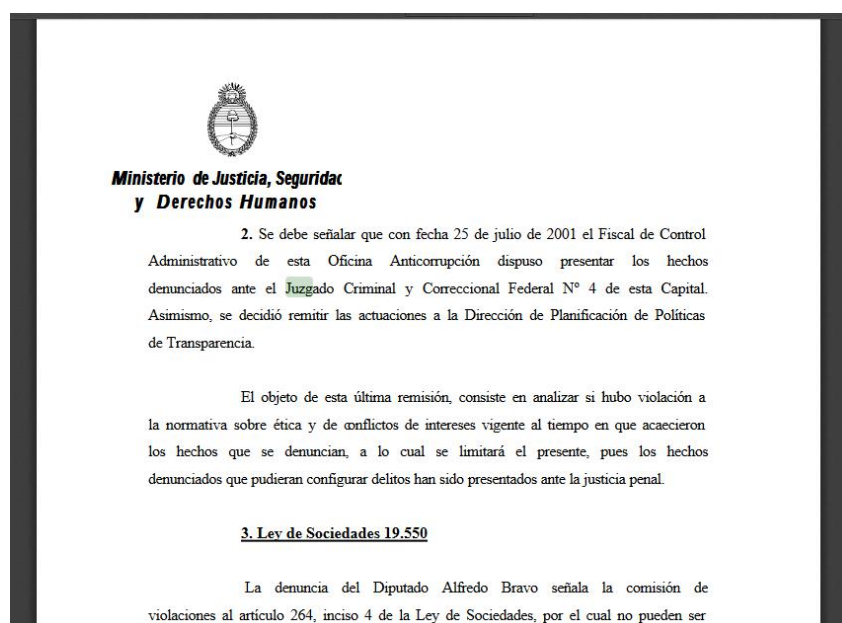 Ministerio de Justicia, Seguridad
y Derechos Humanos
2. Se debe señalar que con fecha 25 de julio de 2001 el Fiscal de Control
Administrativo de esta Oficina Anticorrupción dispuso presentar los hechos
denunciados ante el Juzgado Criminal y Correccional Federal Nº 4 de esta Capital.
Asimismo, se decidió remitir las actuaciones a la Dirección de Planificación de Políticas
de Transparencia.
El objeto de esta última remisión, consiste en analizar si hubo violación a
la normativa sobre ética y de conflictos de intereses vigente al tiempo en que acaecieron
los hechos que se denuncian, a lo cual se limitará el presente, pues los hechos
denunciados que pudieran configurar delitos han sido presentados ante la justicia penal.
3. Ley de Sociedades 19.550
La denuncia del Diputado Alfredo Bravo señala la comisión de
violaciones al artículo 264, inciso 4 de la Ley de Sociedades, por el cual no pueden ser